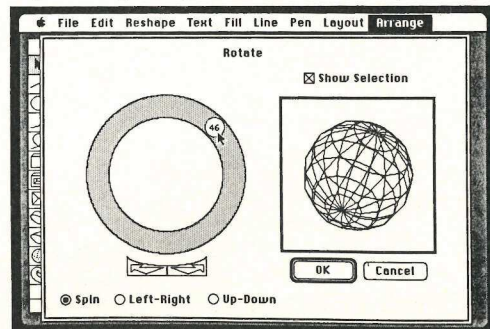 File Edit Reshape Text Fill Line Pen Layout Arrange
Rotate
Show Selection
46
OK Cancel
Spin Left-Right Up-Down